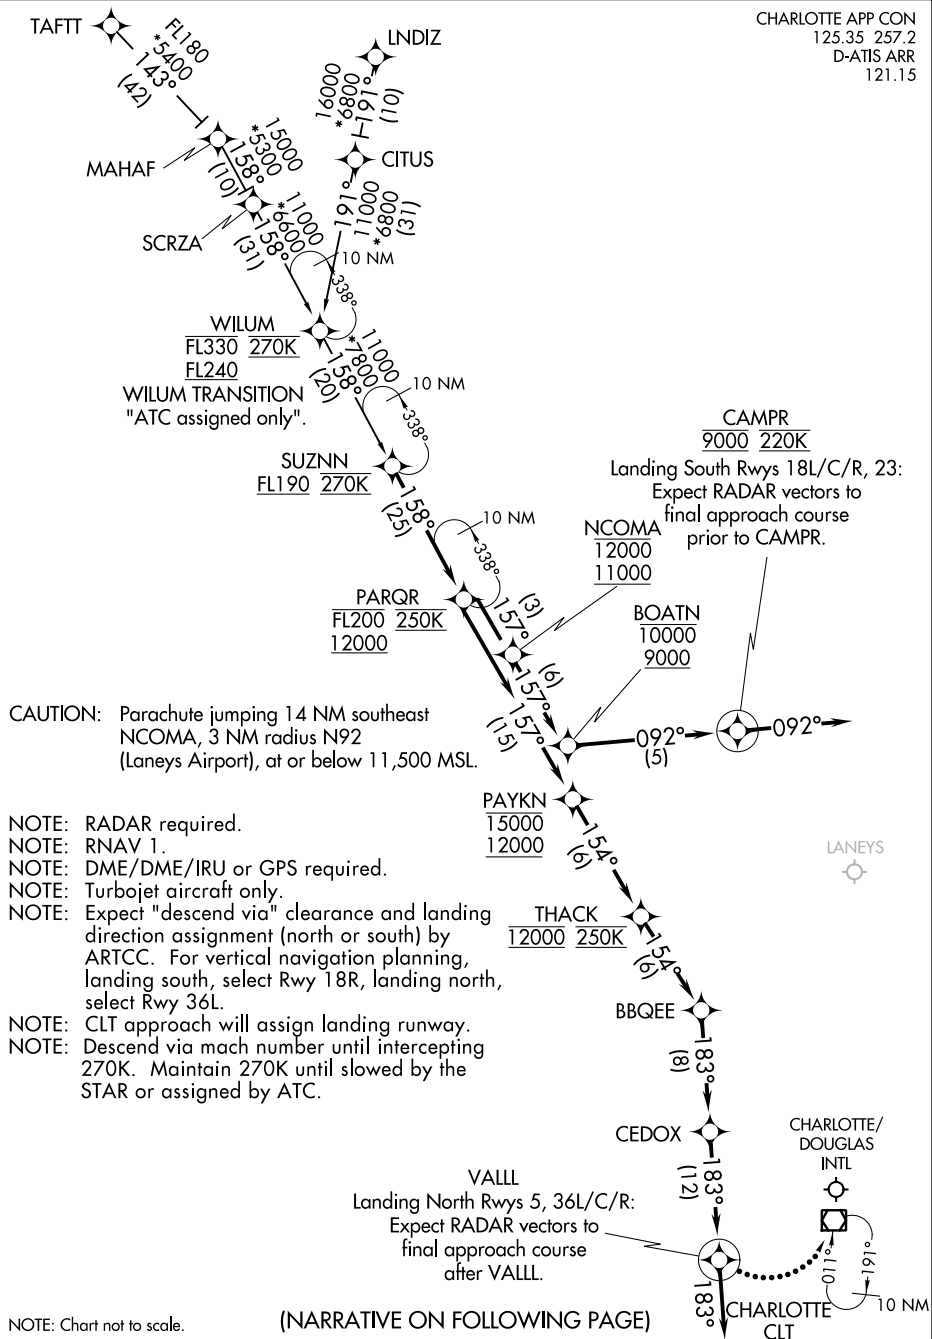 CHARLOTTE APP CON
125.35 257.2
D-ATIS ARR
121.15
TAFTT
FL180
*5400
143°
(42)
LNDIZ
16000
*6800
191°
(10)
MAHAF
15000
*5300
158°
(10)
CITUS
191°
11000
*6800
(31)
SCRZA
11000
*6600
158°
(31)
10 NM
338°
WILUM
FL330 270K
FL240
WILUM TRANSITION
"ATC assigned only".
11000
*7800
158°
(20)
10 NM
338°
SUZNN
FL190 270K
158°
(25)
10 NM
338°
CAMPR
9000 220K
Landing South Rwys 18L/C/R, 23:
Expect RADAR vectors to
final approach course
prior to CAMPR.
NCOMA
12000
11000
PARQR
FL200 250K
12000
(3)
157°
BOATN
10000
9000
(6)
157°
157°
(15)
092°
(5)
092°
CAUTION: Parachute jumping 14 NM southeast
NCOMA, 3 NM radius N92
(Laneys Airport), at or below 11,500 MSL.
PAYKN
15000
12000
154°
(6)
LANEYS
NOTE: RADAR required.
NOTE: RNAV 1.
NOTE: DME/DME/IRU or GPS required.
NOTE: Turbojet aircraft only.
NOTE: Expect "descend via" clearance and landing
direction assignment (north or south) by
ARTCC. For vertical navigation planning,
landing south, select Rwy 18R, landing north,
select Rwy 36L.
NOTE: CLT approach will assign landing runway.
NOTE: Descend via mach number until intercepting
270K. Maintain 270K until slowed by the
STAR or assigned by ATC.
THACK
12000 250K
154°
(6)
BBQEE
183°
(8)
CEDOX
183°
(12)
CHARLOTTE/
DOUGLAS
INTL
VALLL
Landing North Rwys 5, 36L/C/R:
Expect RADAR vectors to
final approach course
after VALLL.
011°
191°
10 NM
183°
CHARLOTTE
CLT
NOTE: Chart not to scale.
(NARRATIVE ON FOLLOWING PAGE)